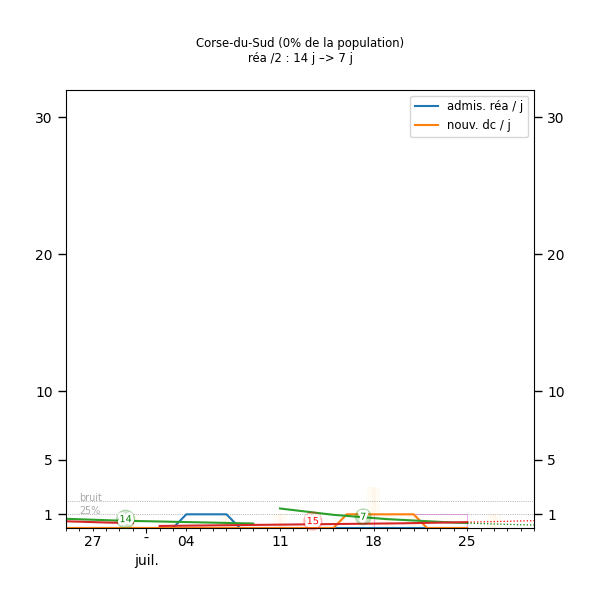 Corse-du-Sud (0% de la population)
réa /2 : 14 j –> 7 j
admis. réa / j
nouv. dc / j
30 30
20 20
10 10
5 5
bruit
25%
1 1
14 15 7
27 - 04 11 18 25
juil.